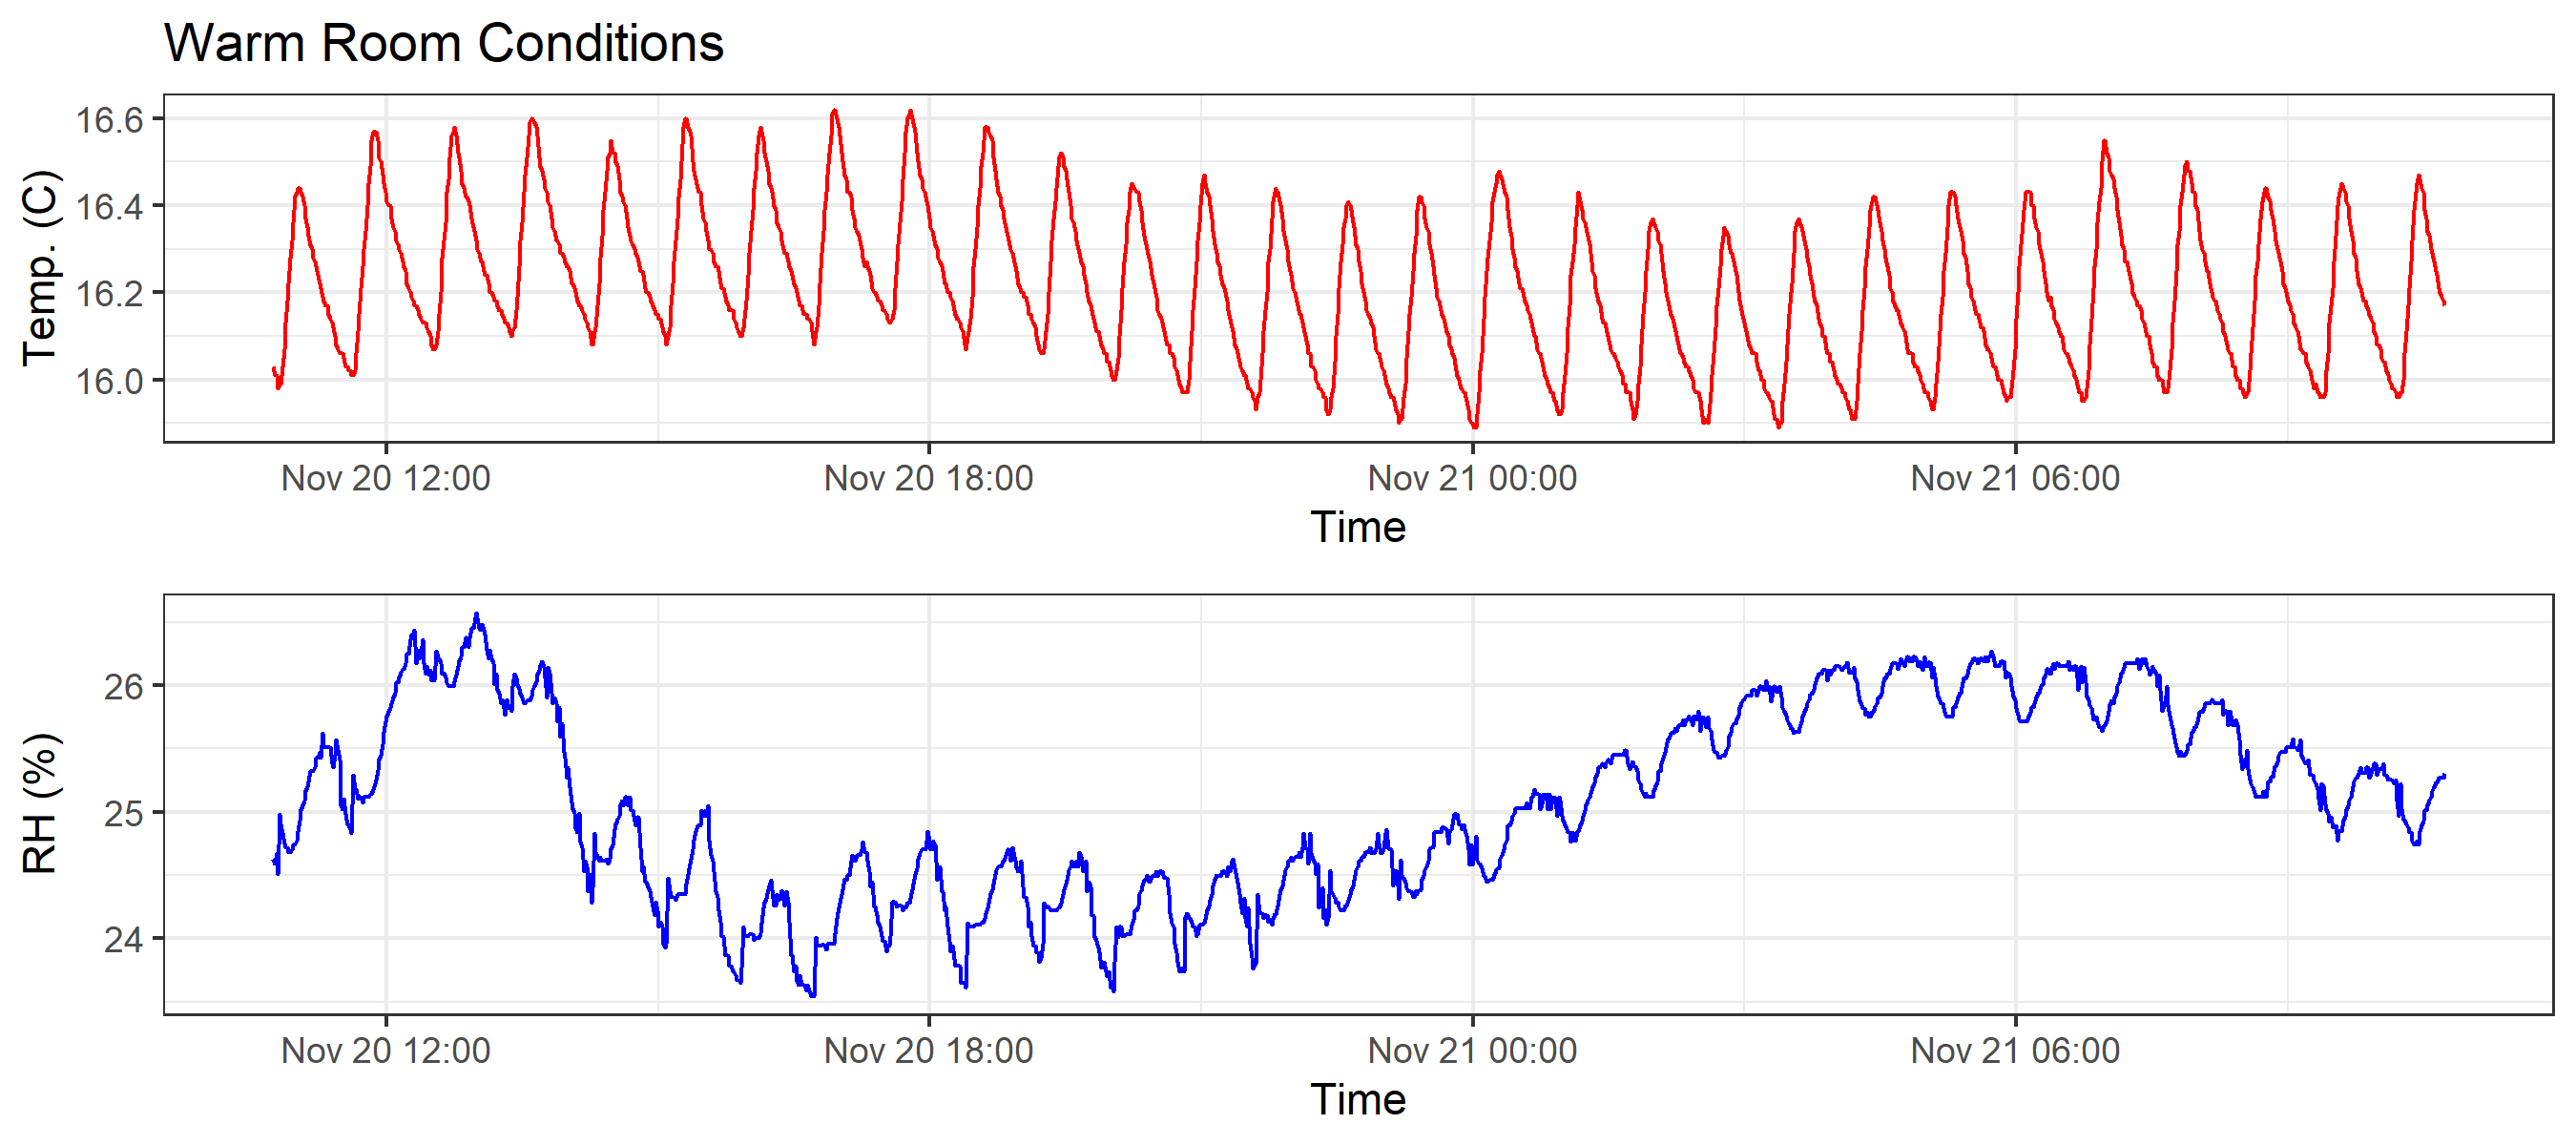 Warm Room Conditions
Temp. (C)
16.6
16.4
16.2
16.0
Nov 20 12:00 Nov 20 18:00 Nov 21 00:00 Nov 21 06:00
Time
RH (%)
26
25
24
Nov 20 12:00 Nov 20 18:00 Nov 21 00:00 Nov 21 06:00
Time